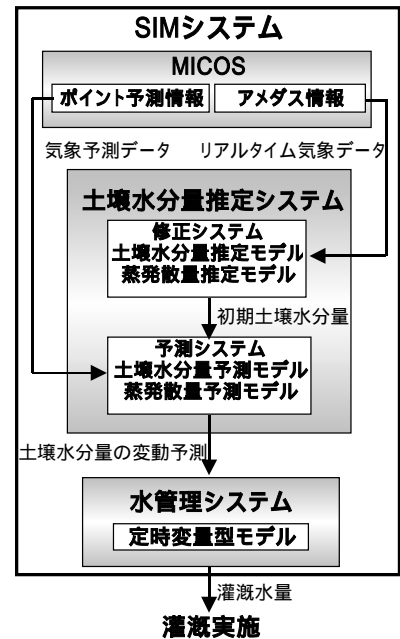 SIMシステム
MICOS
ポイント予測情報
アメダス情報
気象予測データ
リアルタイム気象データ
土壌水分量推定システム
修正システム
土壌水分量推定モデル
蒸発散量推定モデル
初期土壌水分量
予測システム
土壌水分量予測モデル
蒸発散量予測モデル
土壌水分量の変動予測
水管理システム
定時変量型モデル
灌漑水量
灌漑実施